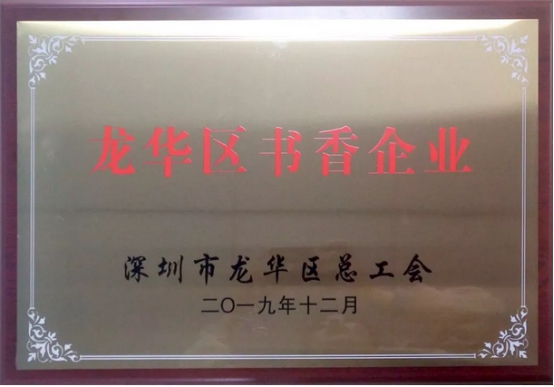 龙华区书香企业
深圳市龙华区总工会
二〇一九年十二月